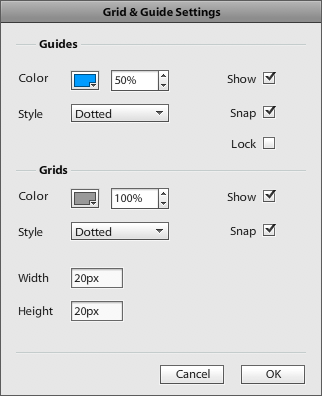 Grid & Guide Settings
Guides
Color 50% Show
Style Dotted Snap
Lock
Grids
Color 100% Show
Style Dotted Snap
Width 20px
Height 20px
Cancel OK